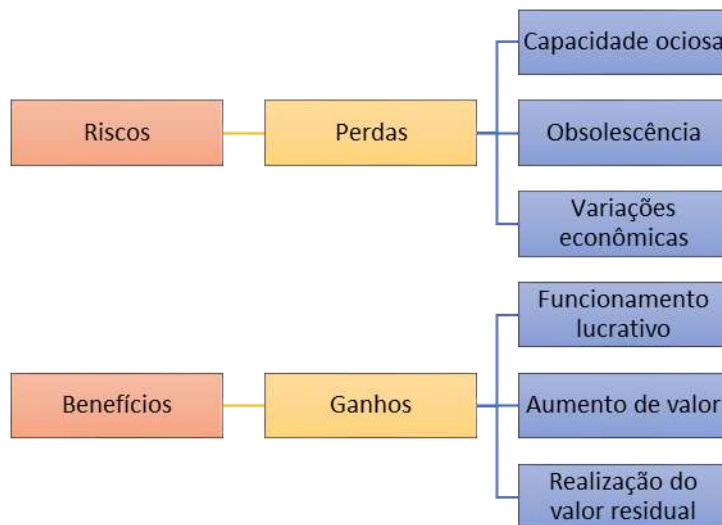 Capacidade ociosa
Riscos
Perdas
Obsolescência
Variações
econômicas
Funcionamento
lucrativo
Benefícios
Ganhos
Aumento de valor
Realização do
valor residual